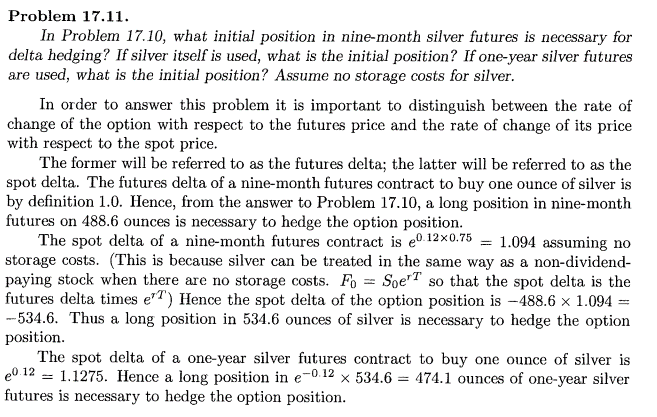 Problem 17.11.
In Problem 17.10, what initial position in nine-month silver futures is necessary for
delta hedging? If silver itself is used, what is the initial position? If one-year silver futures
are used, what is the initial position? Assume no storage costs for silver.
In order to answer this problem it is important to distinguish between the rate of
change of the option with respect to the futures price and the rate of change of its price
with respect to the spot price.
The former will be referred to as the futures delta; the latter will be referred to as the
spot delta. The futures delta of a nine-month futures contract to buy one ounce of silver is
by definition 1.0. Hence, from the answer to Problem 17.10, a long position in nine-month
futures on 488.6 ounces is necessary to hedge the option position.
The spot delta of a nine-month futures contract is e^{0.12×0.75} = 1.094 assuming no
storage costs. (This is because silver can be treated in the same way as a non-dividend-
paying stock when there are no storage costs. F₀ = S₀e^{rT} so that the spot delta is the
futures delta times e^{rT}) Hence the spot delta of the option position is −488.6 × 1.094 =
−534.6. Thus a long position in 534.6 ounces of silver is necessary to hedge the option
position.
The spot delta of a one-year silver futures contract to buy one ounce of silver is
e^{0.12} = 1.1275. Hence a long position in e^{−0.12} × 534.6 = 474.1 ounces of one-year silver
futures is necessary to hedge the option position.